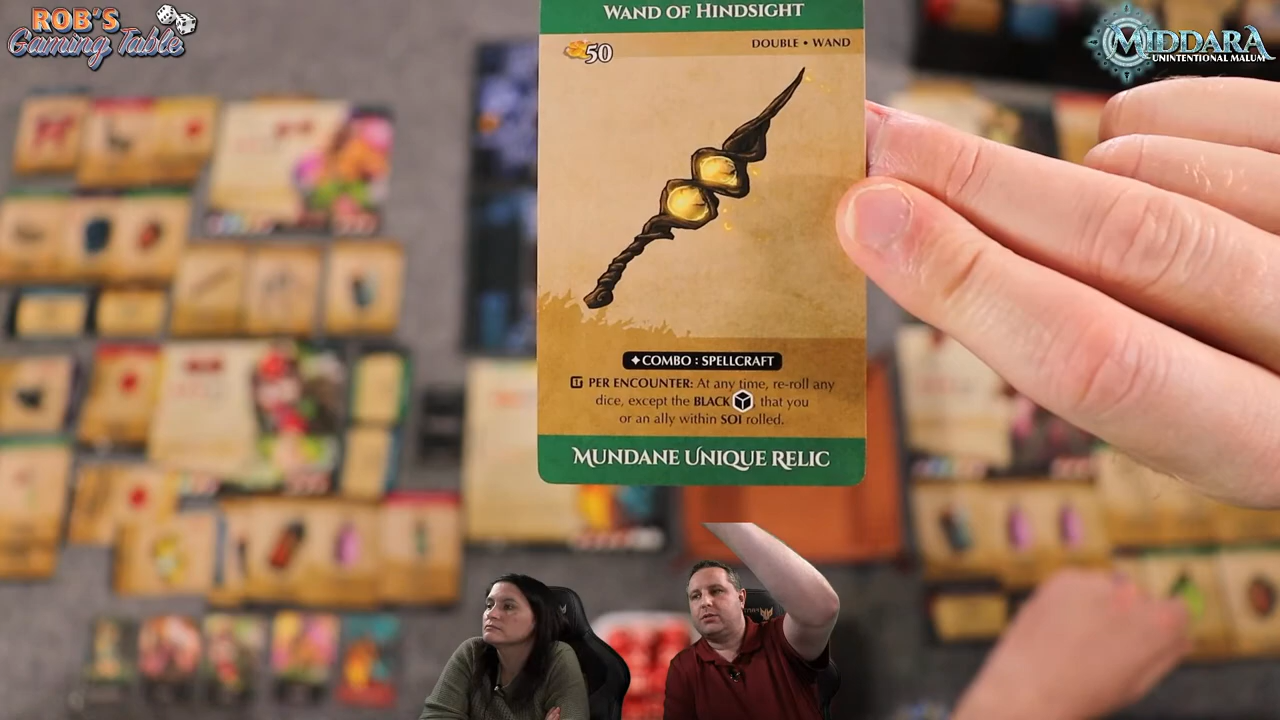 ROB'S
Gaming Table
MIDDARA
UNINTENTIONAL MALUM
WAND OF HINDSIGHT
50
DOUBLE • WAND
COMBO : SPELLCRAFT
PER ENCOUNTER: At any time, re-roll any
dice, except the BLACK , that you
or an ally within SOI rolled.
MUNDANE UNIQUE RELIC